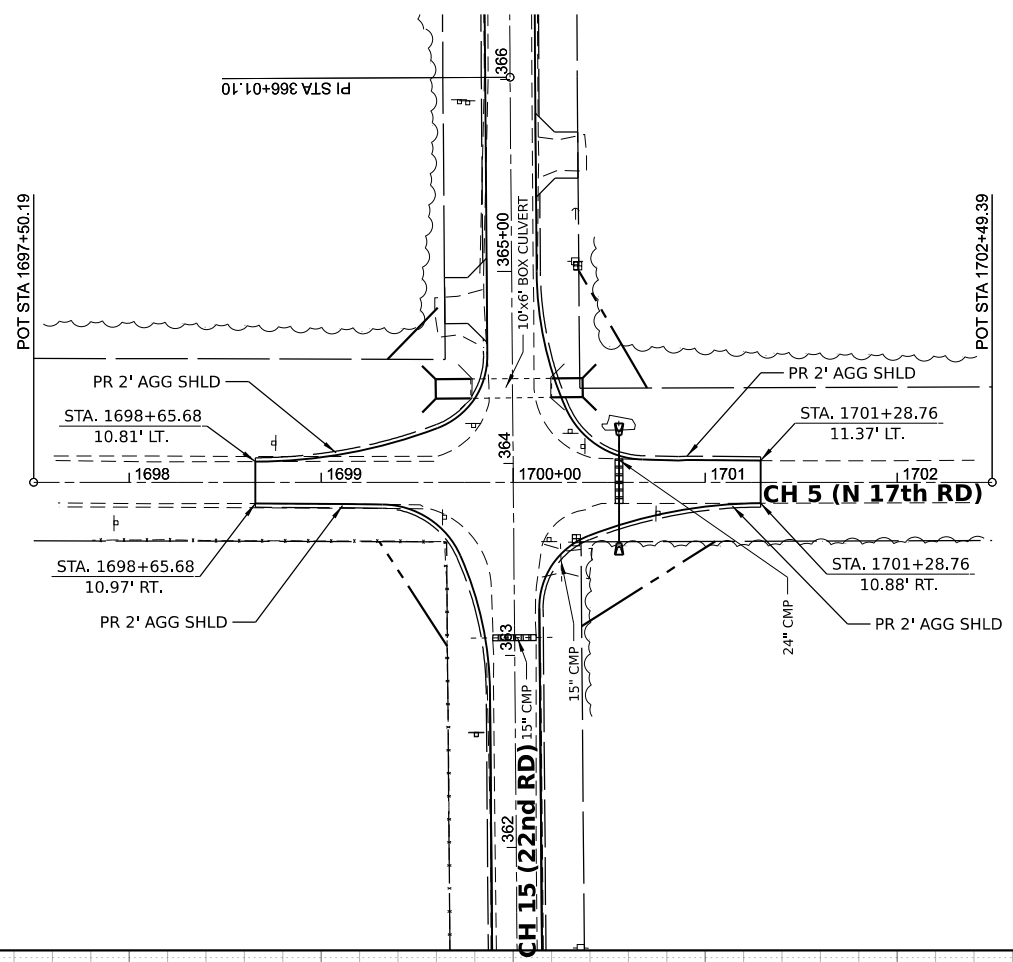 366
PI STA 366+01.10
POT STA 1697+50.19
365+00
10'x6' BOX CULVERT
POT STA 1702+49.39
PR 2' AGG SHLD
PR 2' AGG SHLD
STA. 1698+65.68
10.81' LT.
STA. 1701+28.76
11.37' LT.
364
1698
1699
1700+00
1701
1702
CH 5 (N 17th RD)
STA. 1698+65.68
10.97' RT.
STA. 1701+28.76
10.88' RT.
PR 2' AGG SHLD
PR 2' AGG SHLD
363
24" CMP
15" CMP
15" CMP
362
CH 15 (22nd RD)